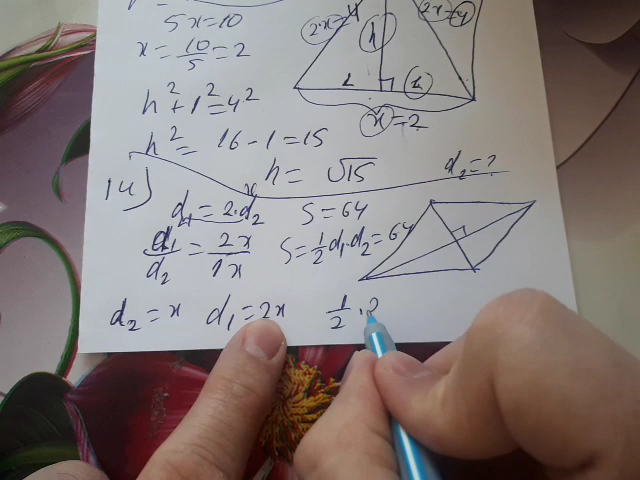 5x=10
x=10/5=2
2x
h
2x=4
h²+1²=4²
x=2
h²= 16-1=15
h= √15
d₂=?
14)
d₁=2·d₂ S=64
d₁/d₂=2x/1x S=1/2 d₁·d₂=64
d₂=x d₁=2x 1/2 ·2